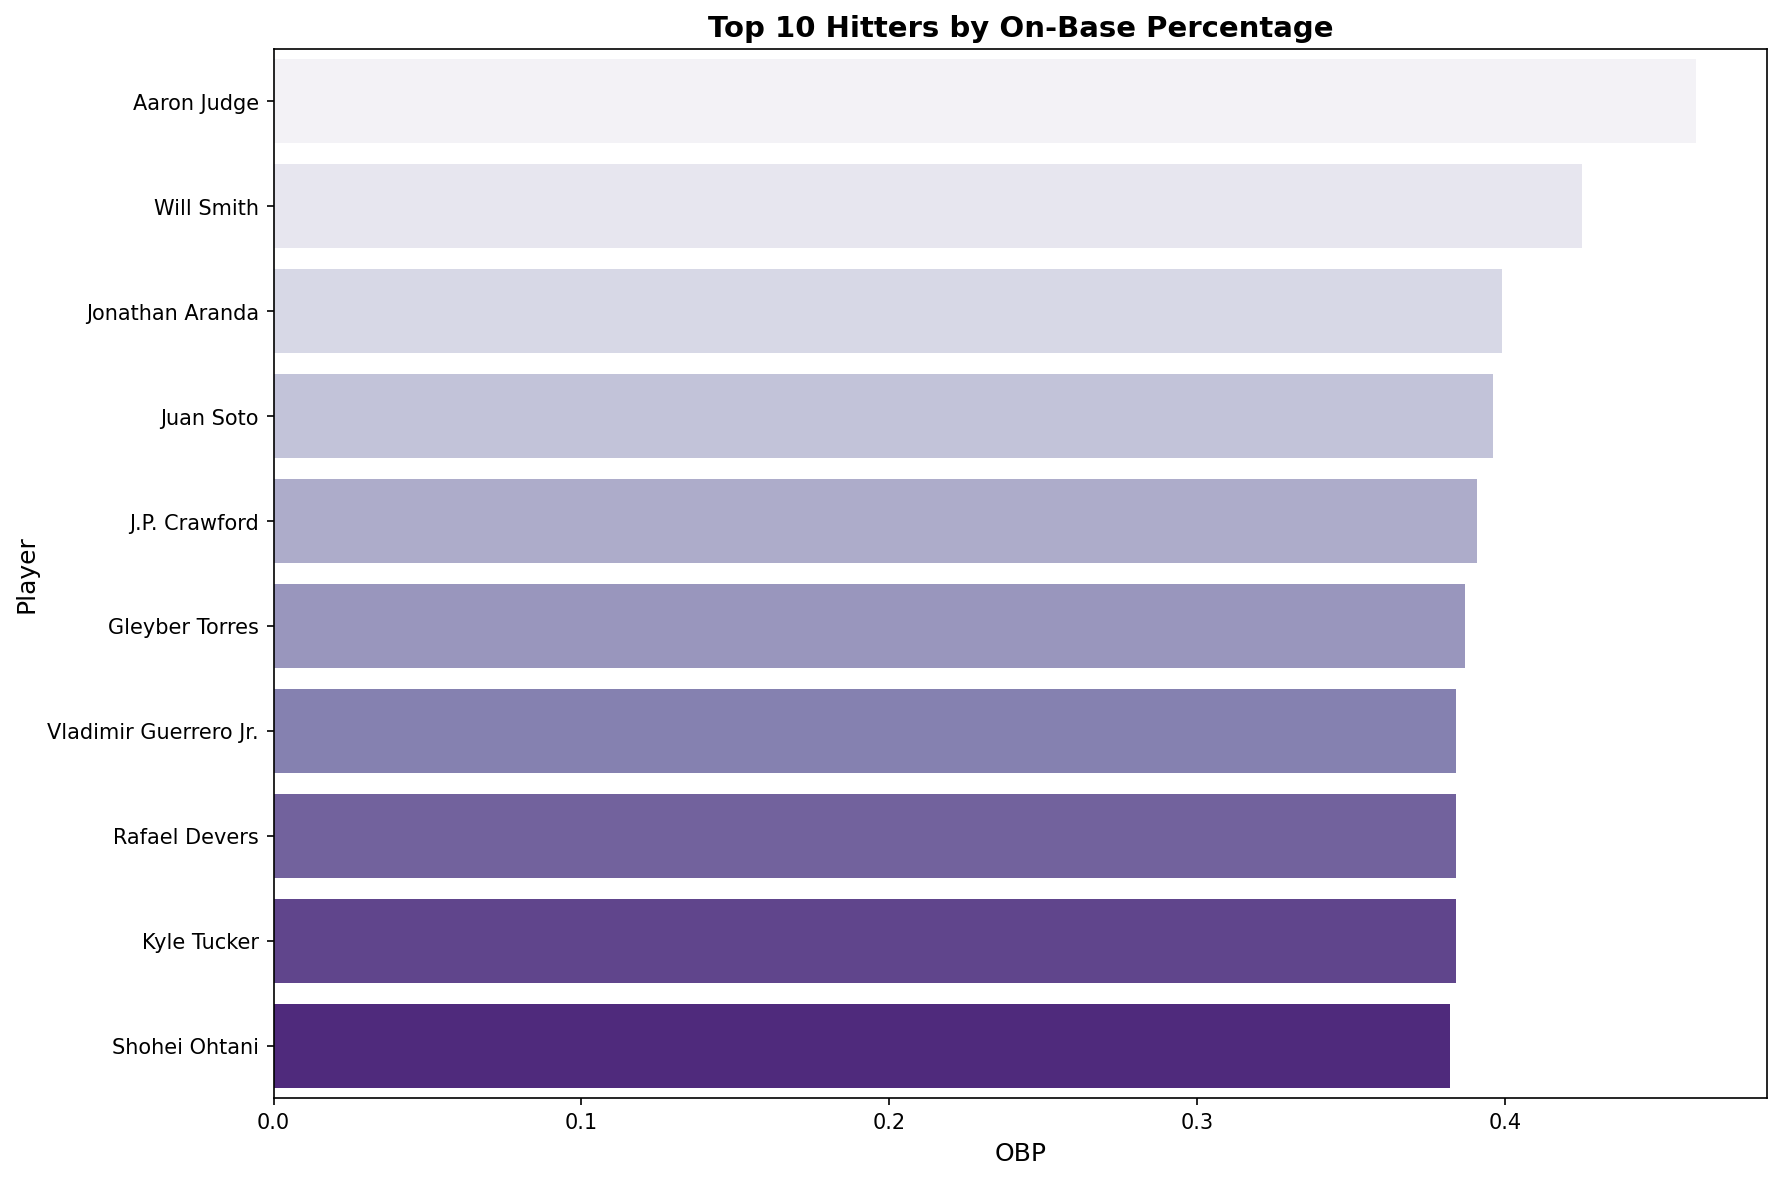 Top 10 Hitters by On-Base Percentage
Player
Aaron Judge
Will Smith
Jonathan Aranda
Juan Soto
J.P. Crawford
Gleyber Torres
Vladimir Guerrero Jr.
Rafael Devers
Kyle Tucker
Shohei Ohtani
0.0 0.1 0.2 0.3 0.4
OBP